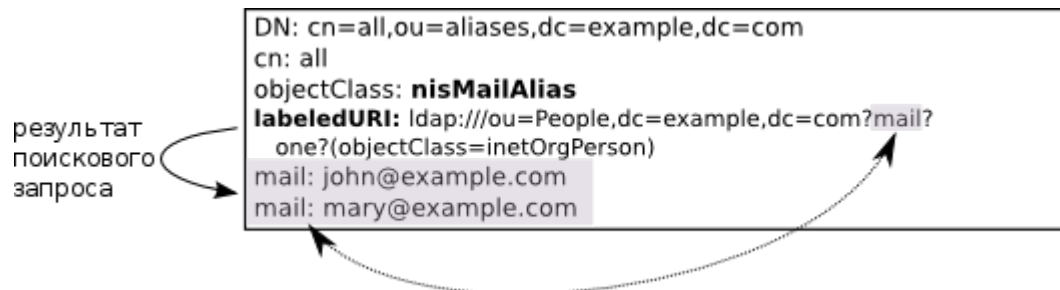 DN: cn=all,ou=aliases,dc=example,dc=com
cn: all
objectClass: nisMailAlias
labeledURI: ldap:///ou=People,dc=example,dc=com?mail?
one?(objectClass=inetOrgPerson)
mail: john@example.com
mail: mary@example.com
результат
поискового
запроса